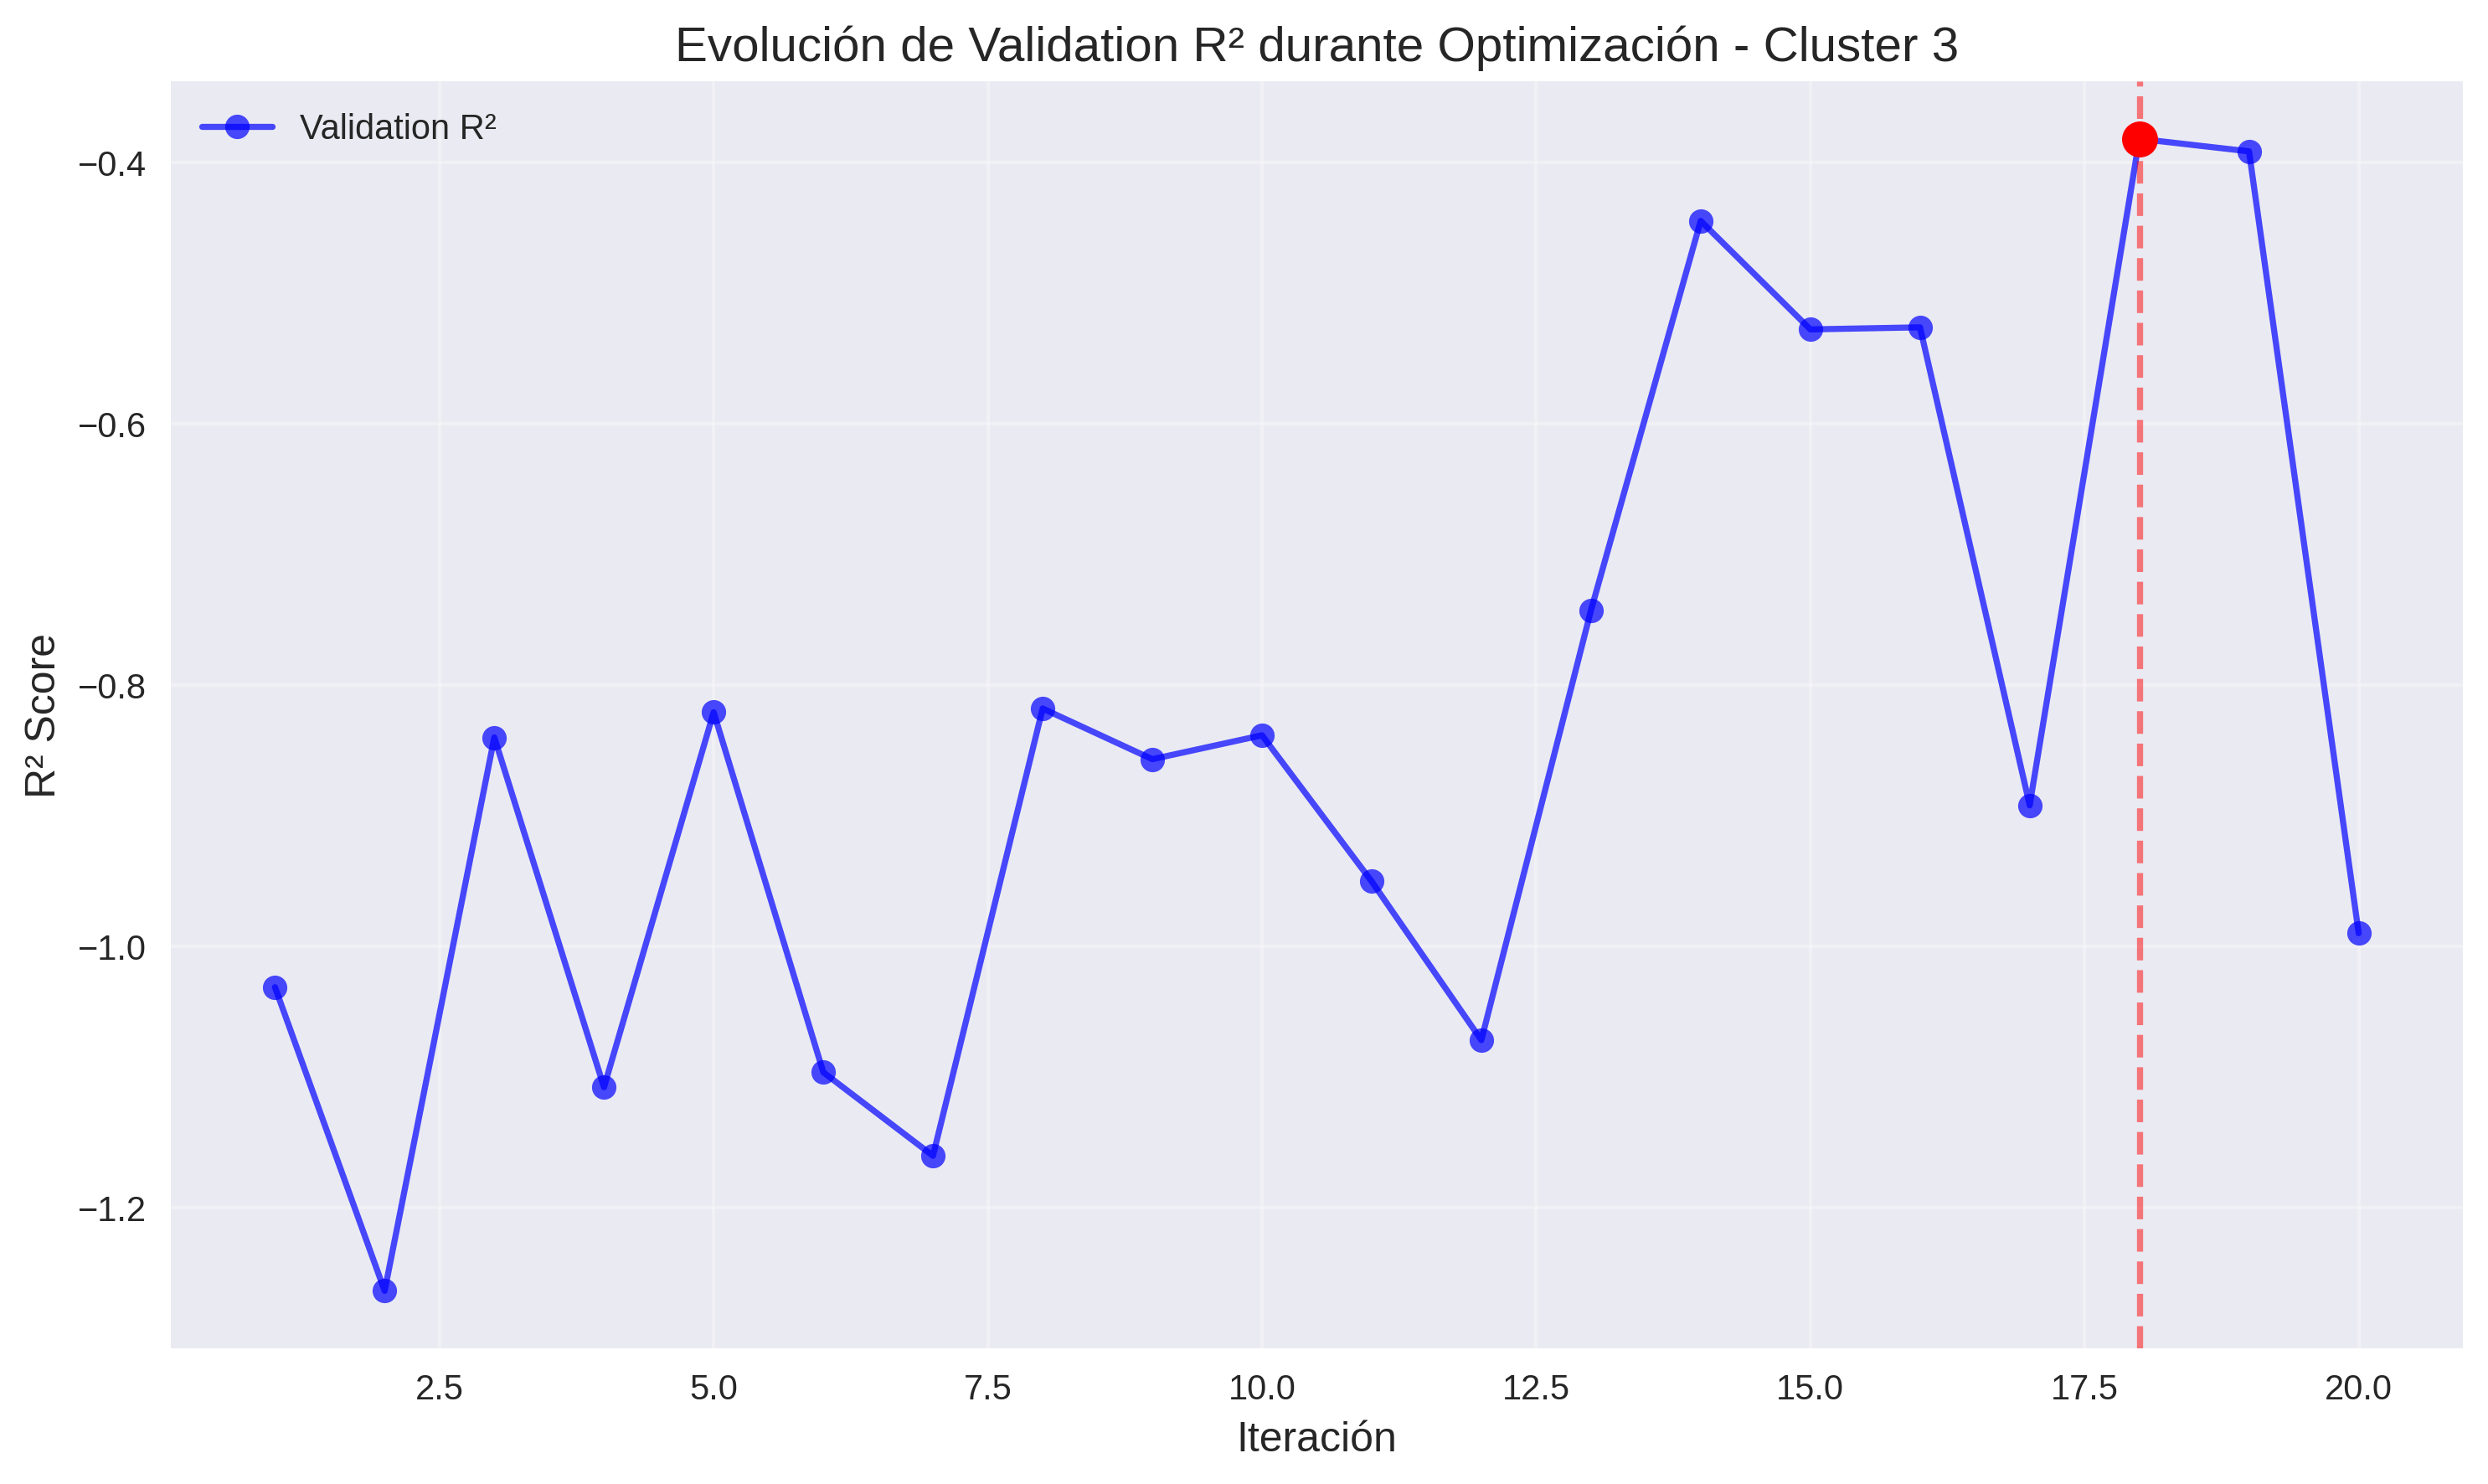 Evolución de Validation R² durante Optimización - Cluster 3
Validation R²
−0.4
−0.6
−0.8
−1.0
−1.2
R² Score
2.5 5.0 7.5 10.0 12.5 15.0 17.5 20.0
Iteración